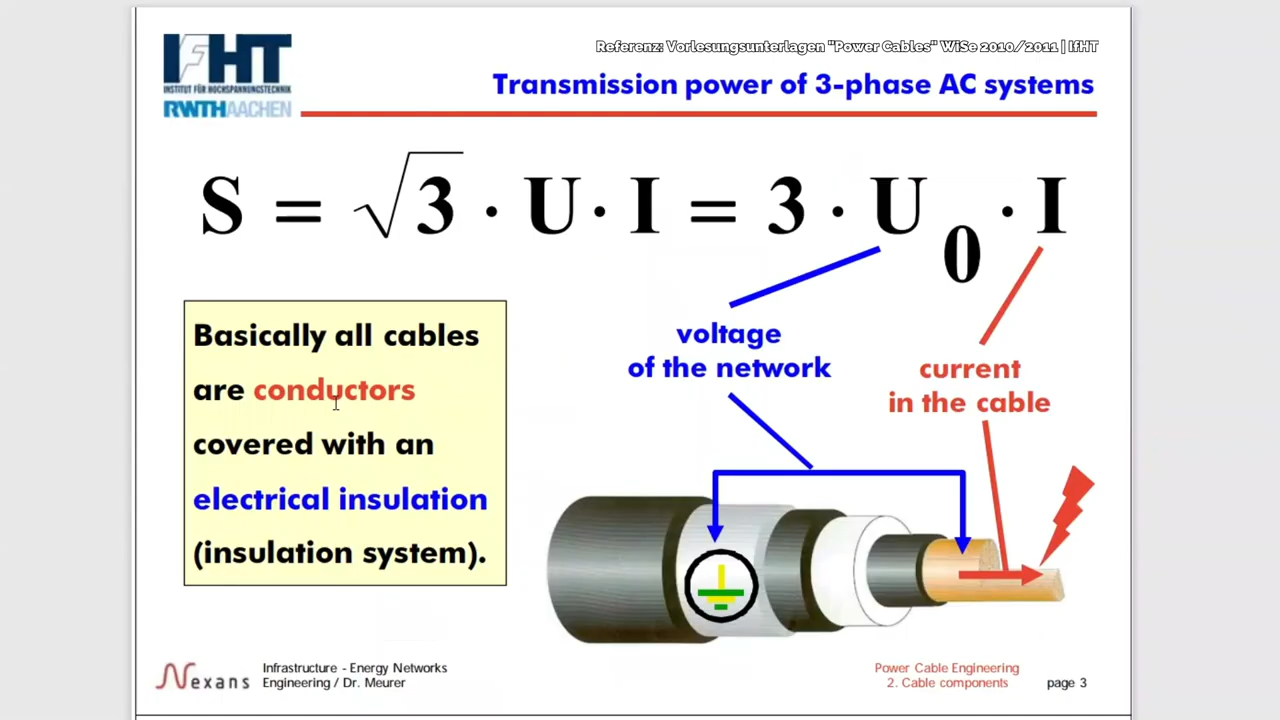 IFHT
INSTITUT FÜR HOCHSPANNUNGSTECHNIK
RWTHAACHEN
Referenz: Vorlesungsunterlagen "Power Cables" WiSe 2010/2011 | IfHT
Transmission power of 3-phase AC systems
S = √3 · U · I = 3 · U₀ · I
Basically all cables
are conductors
covered with an
electrical insulation
(insulation system).
voltage
of the network
current
in the cable
Nexans
Infrastructure - Energy Networks
Engineering / Dr. Meurer
Power Cable Engineering
2. Cable components
page 3